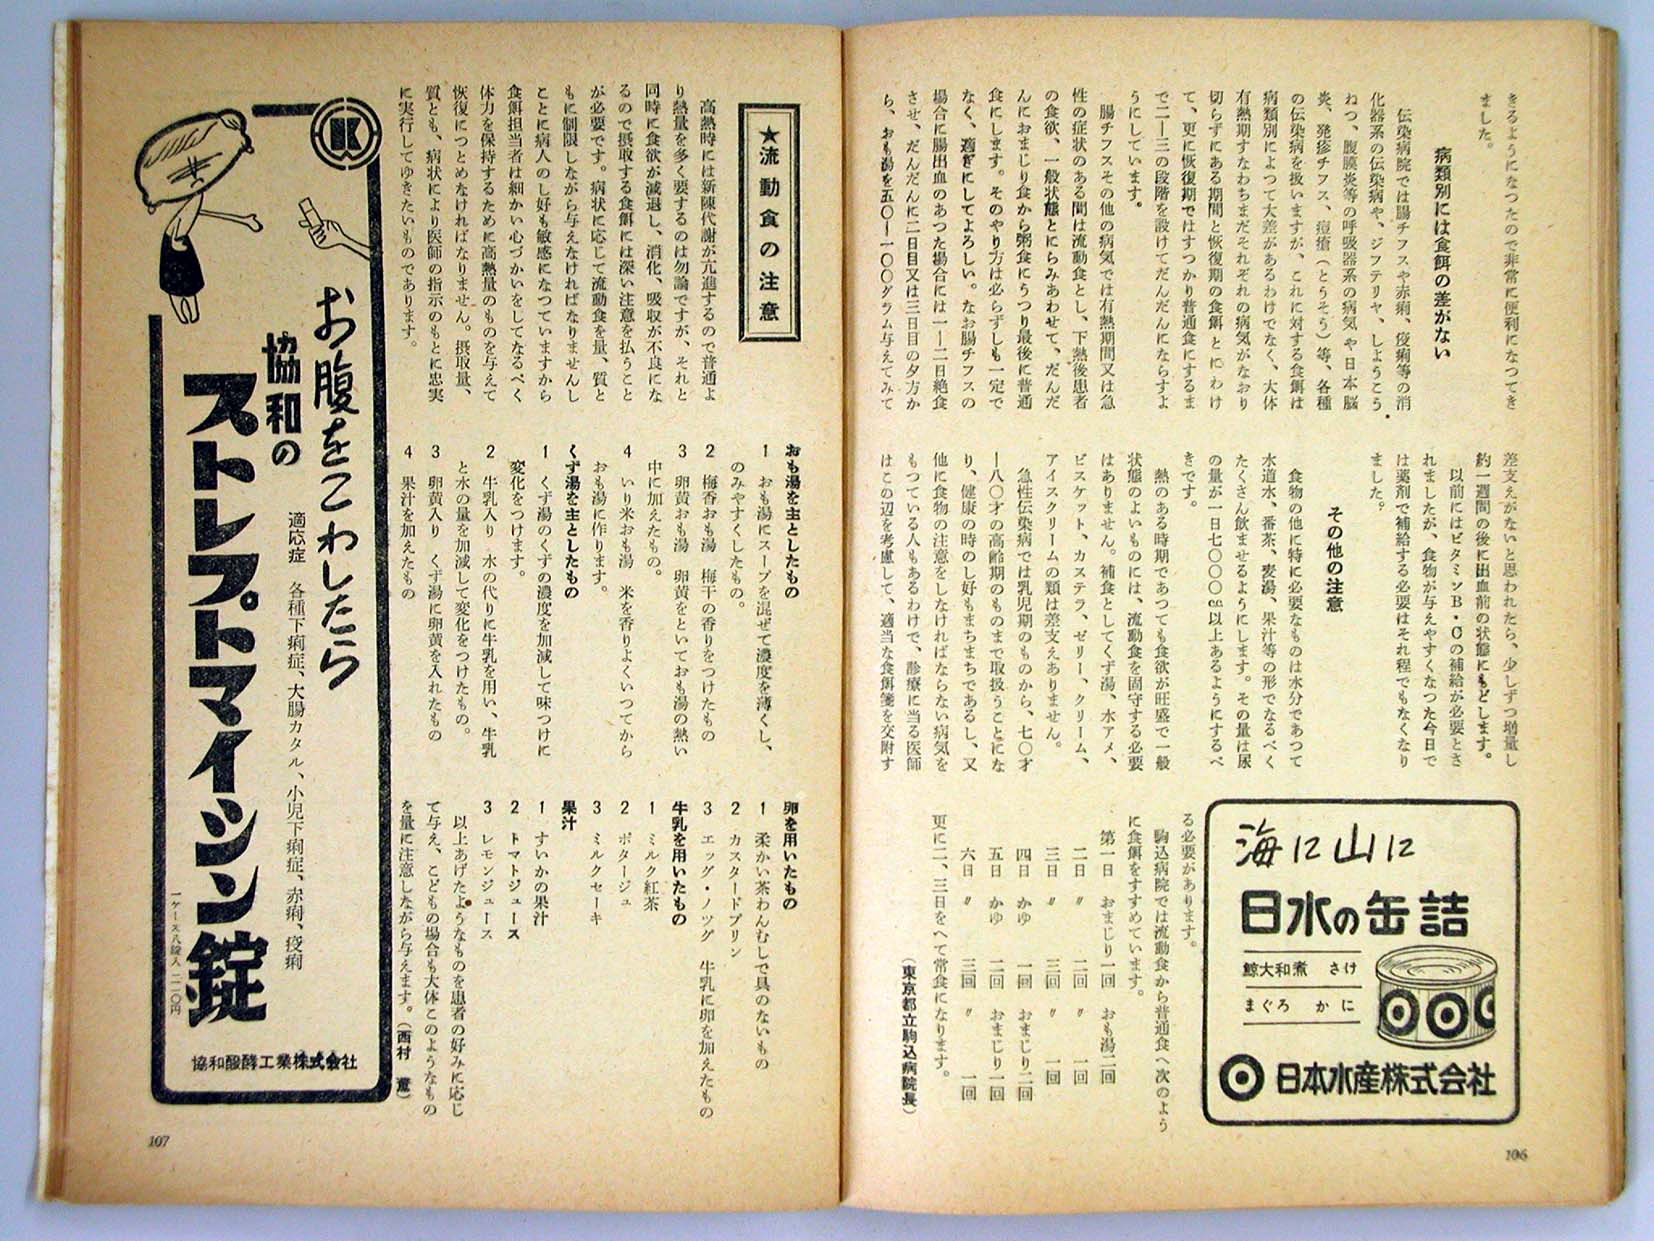 きるようになつたので非常に便利になつてき
ました。
病類別には食餌の差がない
伝染病院では腸チフスや赤痢、疫痢等の消
化器系の伝染病や、ジフテリヤ、しようこう
ねつ、腹膜炎等の呼吸器系の病気や日本脳
炎、発疹チフス、痘瘡(とうそう)等、各種
の伝染病を扱いますが、これに対する食餌は
病類別によつて大差があるわけでなく、大体
有熱期すなわちまだそれぞれの病気がなおり
切らずにある期間と恢復期の食餌とにわけ
て、更に恢復期ではすつかり普通食にするま
で二―三の段階を設けてだんだんにならすよ
うにしています。
腸チフスその他の病気では有熱期間又は急
性の症状のある間は流動食とし、下熱後患者
の食欲、一般状態とにらみあわせて、だんだ
んにおまじり食から粥食にうつり最後に普通
食にします。そのやり方は必らずしも一定で
なく、適ぎにしてよろしい。なお腸チフスの
場合に腸出血のあつた場合には一―二日絶食
させ、だんだんに二日目又は三日目の夕方か
ら、おも湯を五〇―一〇〇グラム与えてみて
差支えがないと思われたら、少しずつ増量し
約一週間の後に出血前の状態にもどします。
以前にはビタミンB・Cの補給が必要とさ
れましたが、食物が与えやすくなつた今日で
は薬剤で補給する必要はそれ程でもなくなり
ました。
その他の注意
食物の他に特に必要なものは水分であつて
水道水、番茶、麦湯、果汁等の形でなるべく
たくさん飲ませるようにします。その量は尿
の量が一日七〇〇〇cc以上あるようにするべ
きです。
熱のある時期であつても食欲が旺盛で一般
状態のよいものには、流動食を固守する必要
はありません。補食としてくず湯、水アメ、
ビスケット、カステラ、ゼリー、クリーム、
アイスクリームの類は差支えありません。
急性伝染病では乳児期のものから、七〇才
―八〇才の高齢期のものまで取扱うことにな
り、健康の時のし好もまちまちであるし、又
他に食物の注意をしなければならない病気を
もつている人もあるわけで、診療に当る医師
はこの辺を考慮して、適当な食餌箋を交附す
る必要があります。
駒込病院では流動食から普通食へ次のよう
に食餌をすすめています。
第一日 おまじり一回 おも湯二回
二日 〃 二回 〃 一回
三日 〃 三回 〃 一回
四日 かゆ 一回 おまじり二回
五日 かゆ 二回 おまじり一回
六日 〃 三回 〃 一回
更に二、三日をへて常食になります。
(東京都立駒込病院長)
海に山に
日水の缶詰
鯨大和煮 さけ
まぐろ かに
日本水産株式会社
106
★流動食の注意
高熱時には新陳代謝が亢進するので普通よ
り熱量を多く要するのは勿論ですが、それと
同時に食欲が減退し、消化、吸収が不良にな
るので摂取する食餌には深い注意を払うこと
が必要です。病状に応じて流動食を量、質と
もに個限しながら与えなければなりませんし
ことに病人のし好も敏感になつていますから
食餌担当者は細かい心づかいをしてなるべく
体力を保持するために高熱量のものを与えて
恢復につとめなければなりません。摂取量、
質とも、病状により医師の指示のもとに忠実
に実行してゆきたいものであります。
おも湯を主としたもの
1 おも湯にスープを混ぜて濃度を薄くし、
のみやすくしたもの。
2 梅香おも湯 梅干の香りをつけたもの
3 卵黄おも湯 卵黄をといておも湯の熱い
中に加えたもの。
4 いり米おも湯 米を香りよくいつてから
おも湯に作ります。
くず湯を主としたもの
1 くず湯のくずの濃度を加減して味つけに
変化をつけます。
2 牛乳入り 水の代りに牛乳を用い、牛乳
と水の量を加減して変化をつけたもの。
3 卵黄入り くず湯に卵黄を入れたもの
4 果汁を加えたもの
卵を用いたもの
1 柔かい茶わんむしで具のないもの
2 カスタードプリン
3 エッグ・ノッグ 牛乳に卵を加えたもの
牛乳を用いたもの
1 ミルク紅茶
2 ポタージュ
3 ミルクセーキ
果汁
1 すいかの果汁
2 トマトジュース
3 レモンジュース
以上あげたようなものを患者の好みに応じ
て与え、こどもの場合も大体このようなもの
を量に注意しながら与えます。(西村 薫)
K
お腹をこわしたら
協和の
ストレプトマイシン錠
適応症 各種下痢症、大腸カタル、小児下痢症、赤痢、疫痢
一ケース八錠入 二二〇円
協和醱酵工業株式会社
107